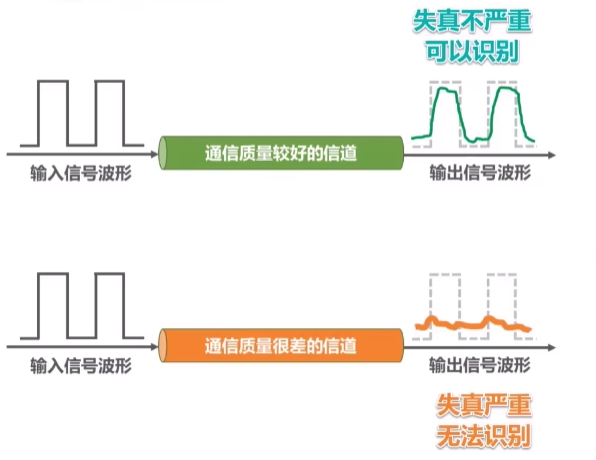 失真不严重
可以识别
通信质量较好的信道
输入信号波形
输出信号波形
通信质量很差的信道
输入信号波形
输出信号波形
失真严重
无法识别